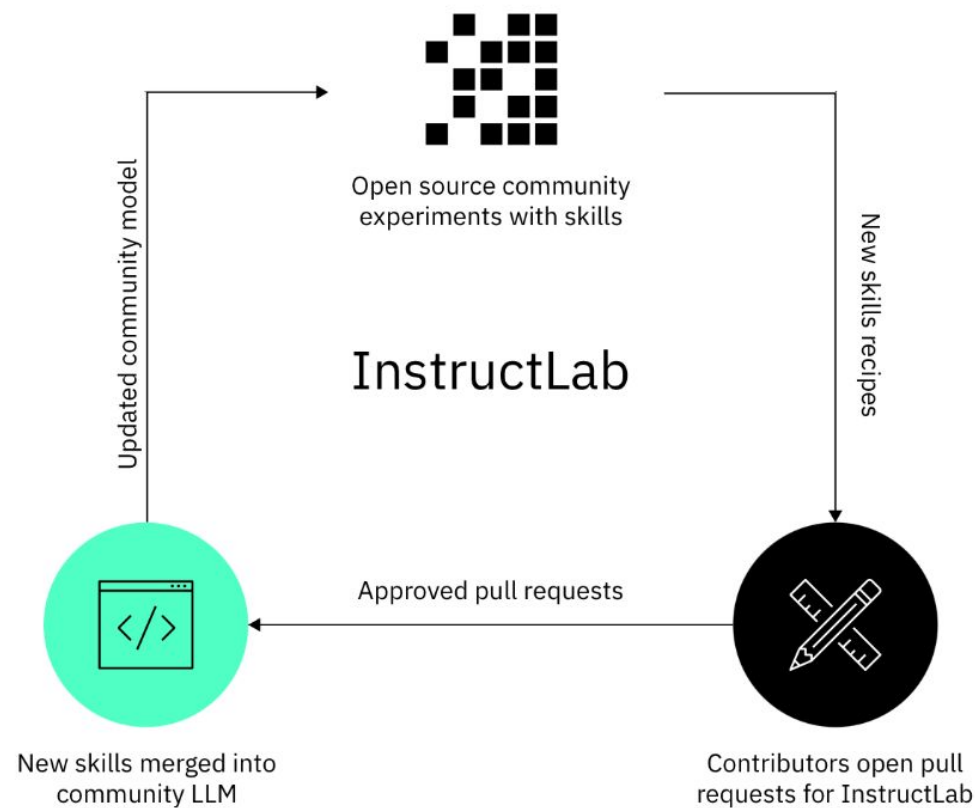 Open source community
experiments with skills
New skills recipes
Updated community model
InstructLab
Approved pull requests
</>
New skills merged into
community LLM
Contributors open pull
requests for InstructLab